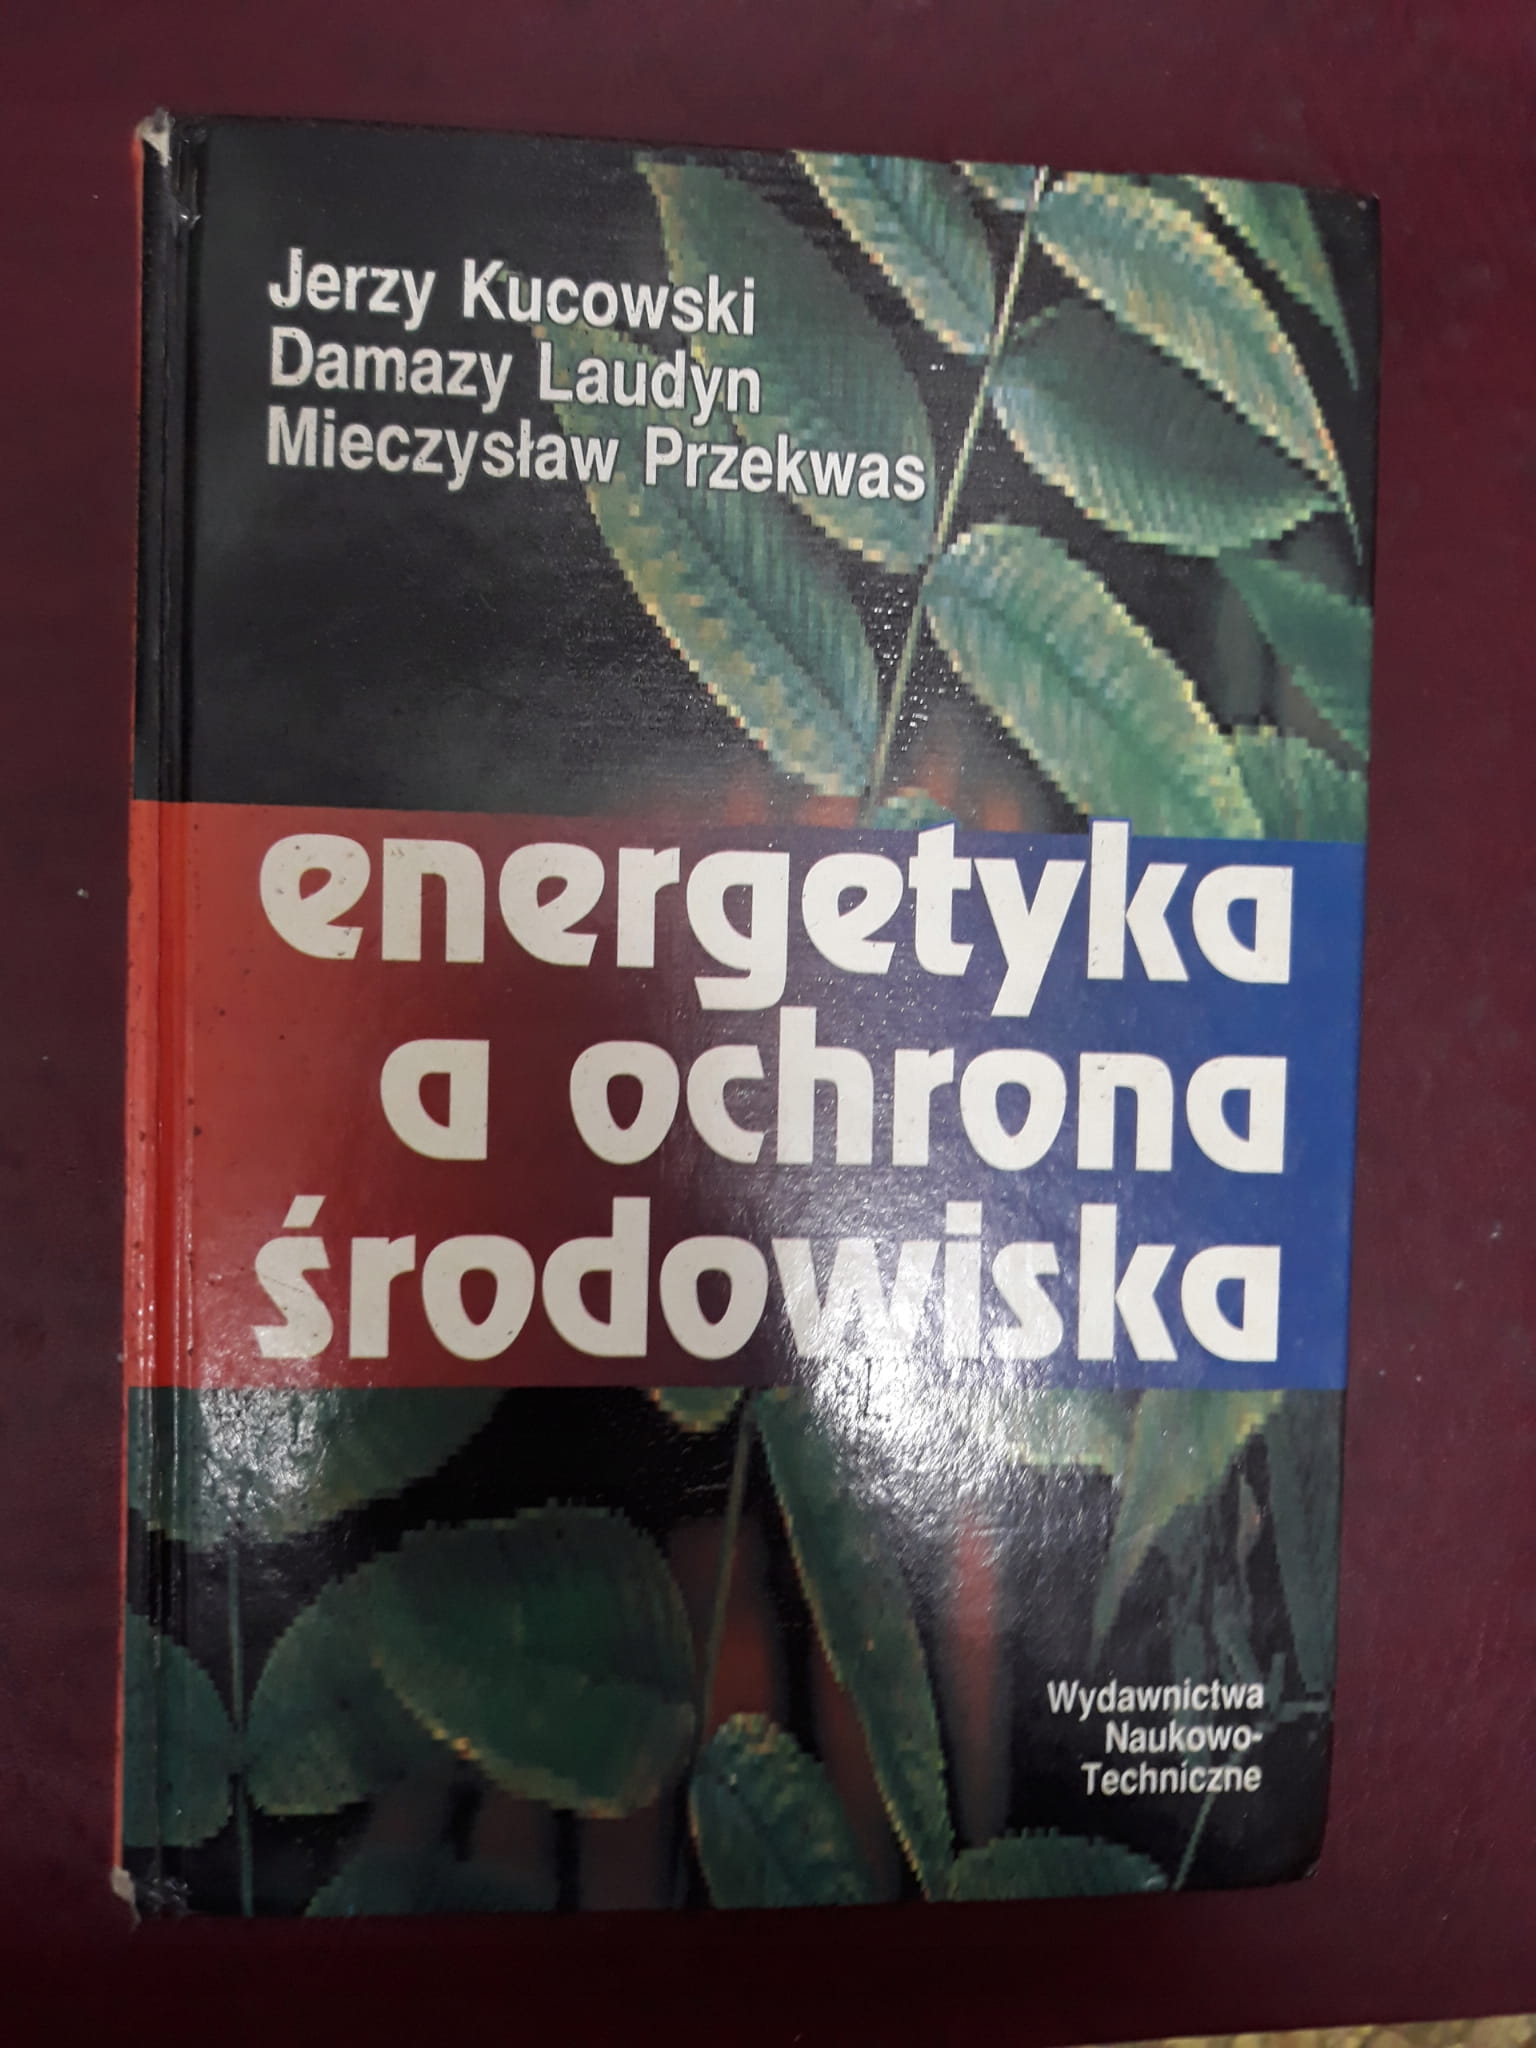 Jerzy Kucowski
Damazy Laudyn
Mieczysław Przekwas
energetyka
a ochrona
środowiska
Wydawnictwa
Naukowo-
Techniczne